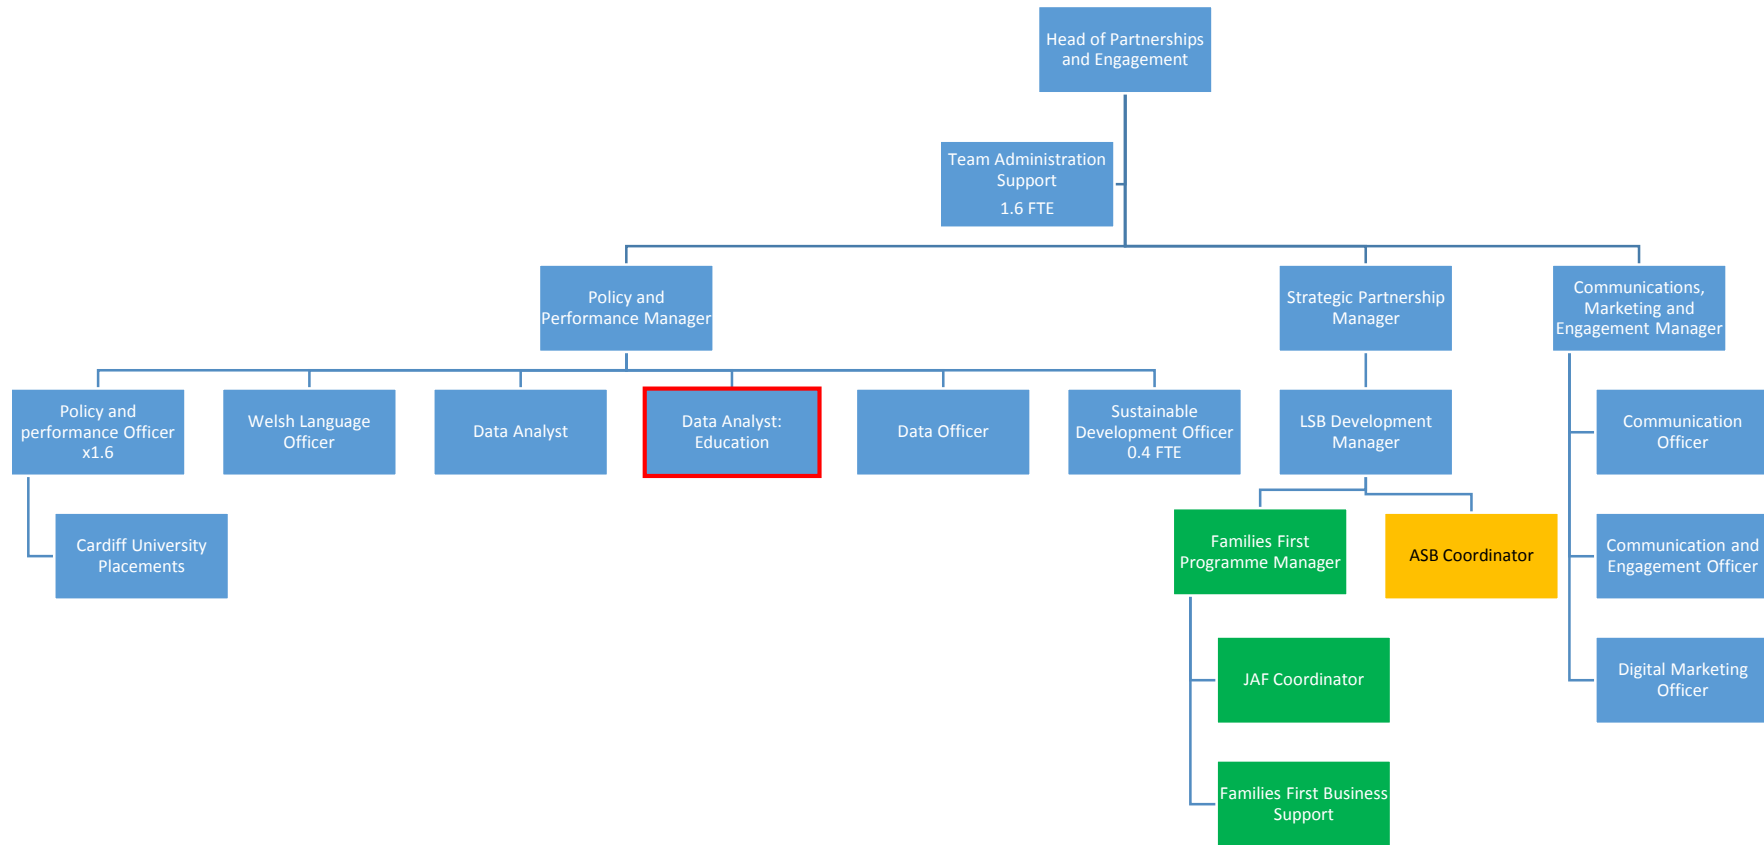 Head of Partnerships
and Engagement
Team Administration
Support
1.6 FTE
Policy and
Performance Manager
Strategic Partnership
Manager
Communications,
Marketing and
Engagement Manager
Policy and
performance Officer
x1.6
Welsh Language
Officer
Data Analyst
Data Analyst:
Education
Data Officer
Sustainable
Development Officer
0.4 FTE
LSB Development
Manager
Communication
Officer
Cardiff University
Placements
Families First
Programme Manager
ASB Coordinator
Communication and
Engagement Officer
JAF Coordinator
Digital Marketing
Officer
Families First Business
Support